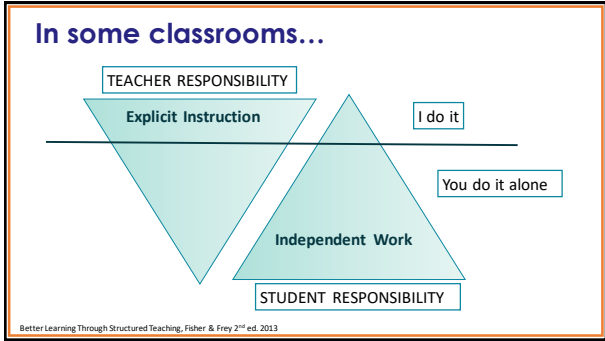 In some classrooms…
TEACHER RESPONSIBILITY
Explicit Instruction
I do it
You do it alone
Independent Work
STUDENT RESPONSIBILITY
Better Learning Through Structured Teaching, Fisher & Frey 2nd ed. 2013